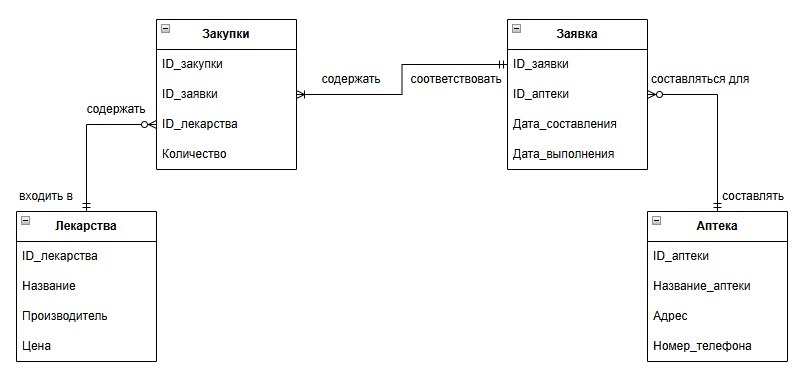 Закупки
ID_закупки
ID_заявки
ID_лекарства
Количество
Заявка
ID_заявки
ID_аптеки
Дата_составления
Дата_выполнения
содержать
соответствовать
составляться для
содержать
входить в
составлять
Лекарства
ID_лекарства
Название
Производитель
Цена
Аптека
ID_аптеки
Название_аптеки
Адрес
Номер_телефона